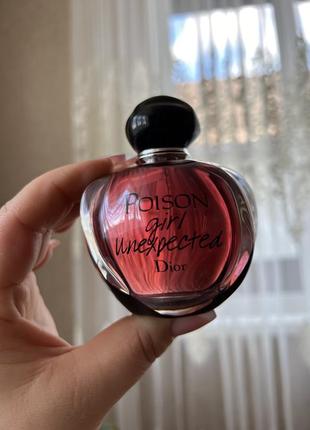 POISON
girl
Unexpected
Dior